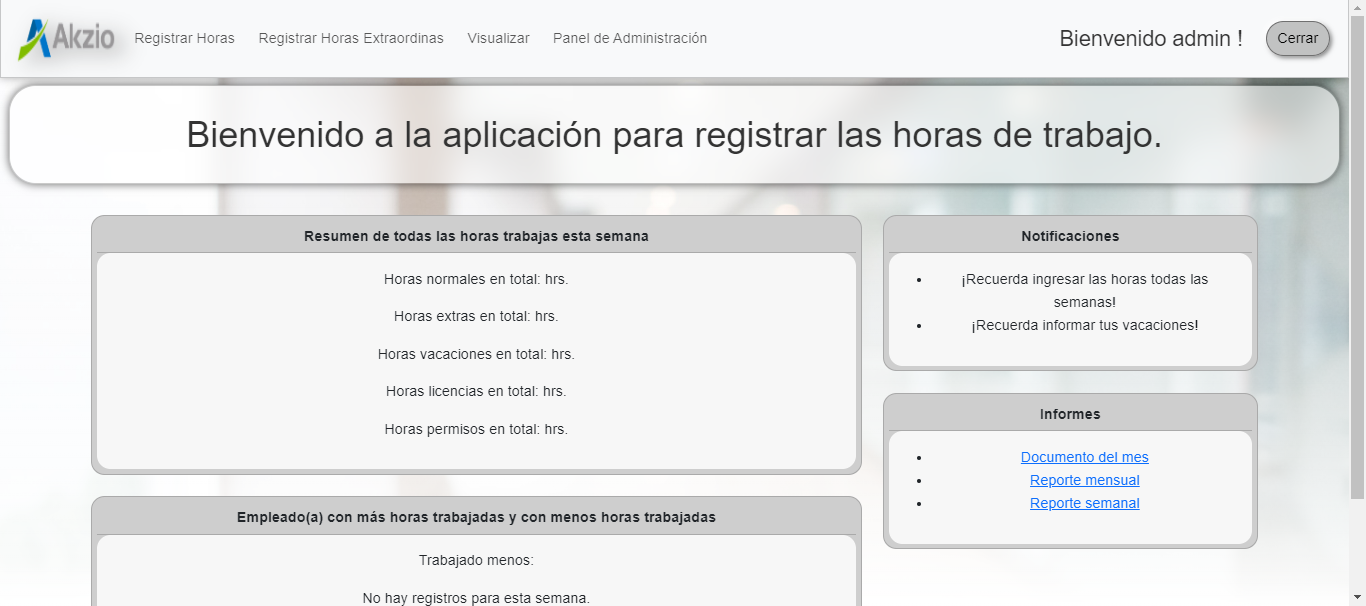 Akzio
Registrar Horas
Registrar Horas Extraordinas
Visualizar
Panel de Administración
Bienvenido admin !
Cerrar
Bienvenido a la aplicación para registrar las horas de trabajo.
Resumen de todas las horas trabajas esta semana
Horas normales en total: hrs.
Horas extras en total: hrs.
Horas vacaciones en total: hrs.
Horas licencias en total: hrs.
Horas permisos en total: hrs.
Empleado(a) con más horas trabajadas y con menos horas trabajadas
Trabajado menos:
No hay registros para esta semana.
Notificaciones
¡Recuerda ingresar las horas todas las
semanas!
¡Recuerda informar tus vacaciones!
Informes
Documento del mes
Reporte mensual
Reporte semanal